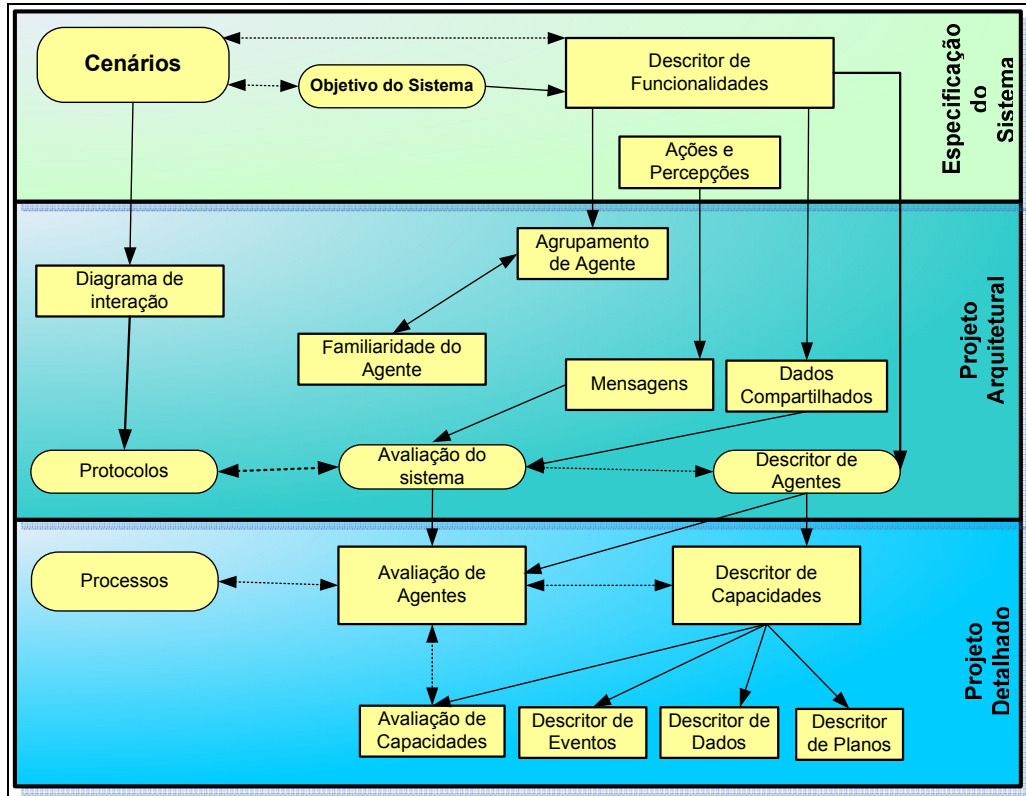 Cenários
Objetivo do Sistema
Descritor de
Funcionalidades
Ações e
Percepções
Especificação
do
Sistema
Agrupamento
de Agente
Diagrama de
interação
Familiaridade do
Agente
Mensagens
Dados
Compartilhados
Protocolos
Avaliação do
sistema
Descritor de
Agentes
Projeto
Arquitetural
Processos
Avaliação de
Agentes
Descritor de
Capacidades
Avaliação de
Capacidades
Descritor de
Eventos
Descritor de
Dados
Descritor
de Planos
Projeto
Detalhado